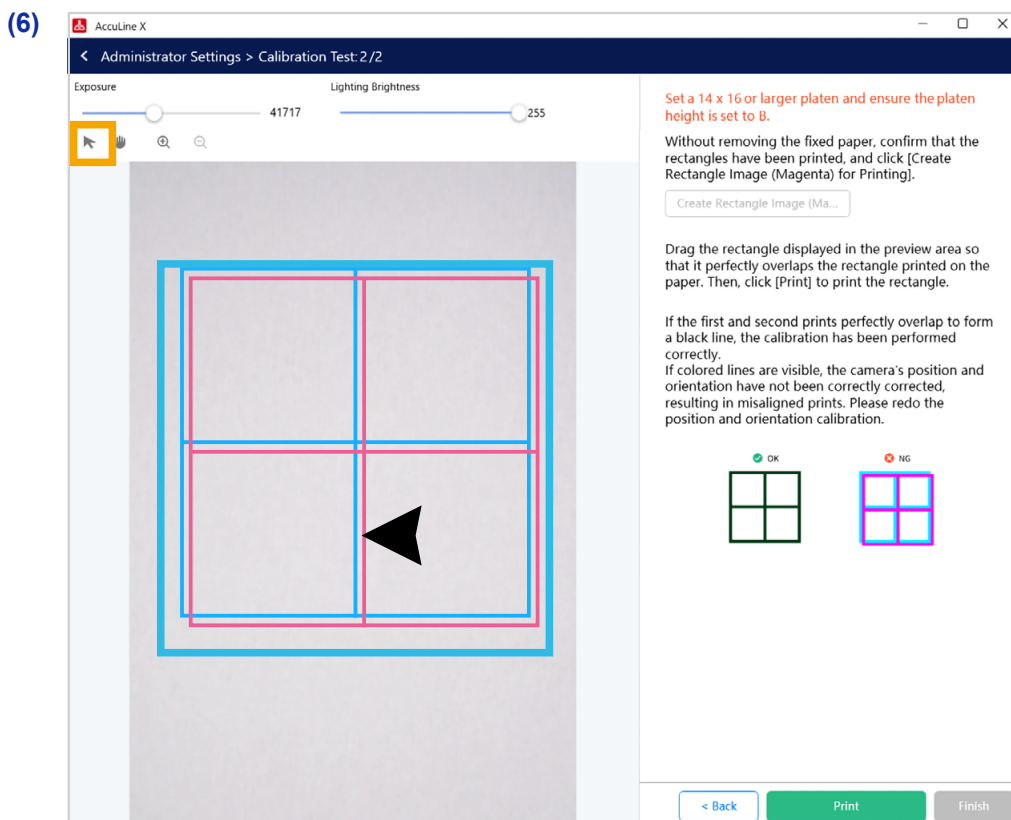 (6)
AccuLine X
Administrator Settings > Calibration Test: 2/2
Exposure
41717
Lighting Brightness
255
Set a 14 x 16 or larger platen and ensure the platen
height is set to B.
Without removing the fixed paper, confirm that the
rectangles have been printed, and click [Create
Rectangle Image (Magenta) for Printing].
Create Rectangle Image (Ma...
Drag the rectangle displayed in the preview area so
that it perfectly overlaps the rectangle printed on the
paper. Then, click [Print] to print the rectangle.
If the first and second prints perfectly overlap to form
a black line, the calibration has been performed
correctly.
If colored lines are visible, the camera's position and
orientation have not been correctly corrected,
resulting in misaligned prints. Please redo the
position and orientation calibration.
OK
NG
< Back
Print
Finish